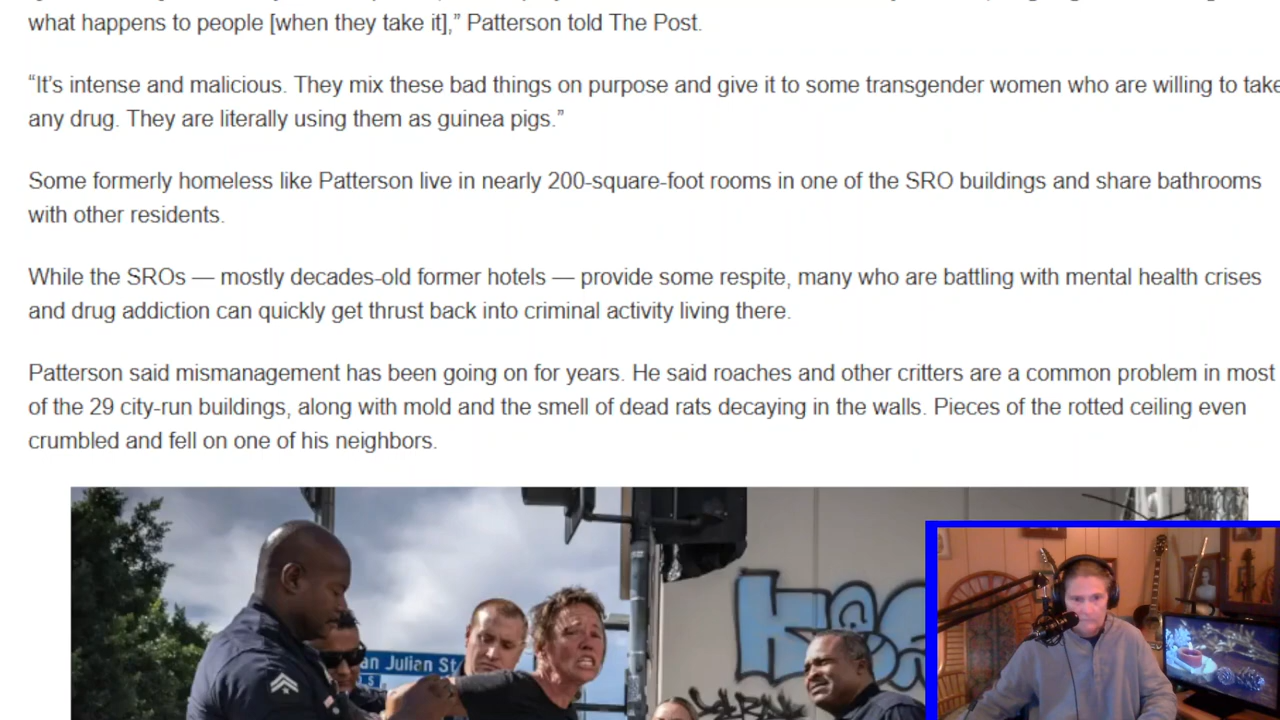 what happens to people [when they take it],” Patterson told The Post.
“It’s intense and malicious. They mix these bad things on purpose and give it to some transgender women who are willing to take
any drug. They are literally using them as guinea pigs.”
Some formerly homeless like Patterson live in nearly 200-square-foot rooms in one of the SRO buildings and share bathrooms
with other residents.
While the SROs — mostly decades-old former hotels — provide some respite, many who are battling with mental health crises
and drug addiction can quickly get thrust back into criminal activity living there.
Patterson said mismanagement has been going on for years. He said roaches and other critters are a common problem in most
of the 29 city-run buildings, along with mold and the smell of dead rats decaying in the walls. Pieces of the rotted ceiling even
crumbled and fell on one of his neighbors.
an Julian St
S